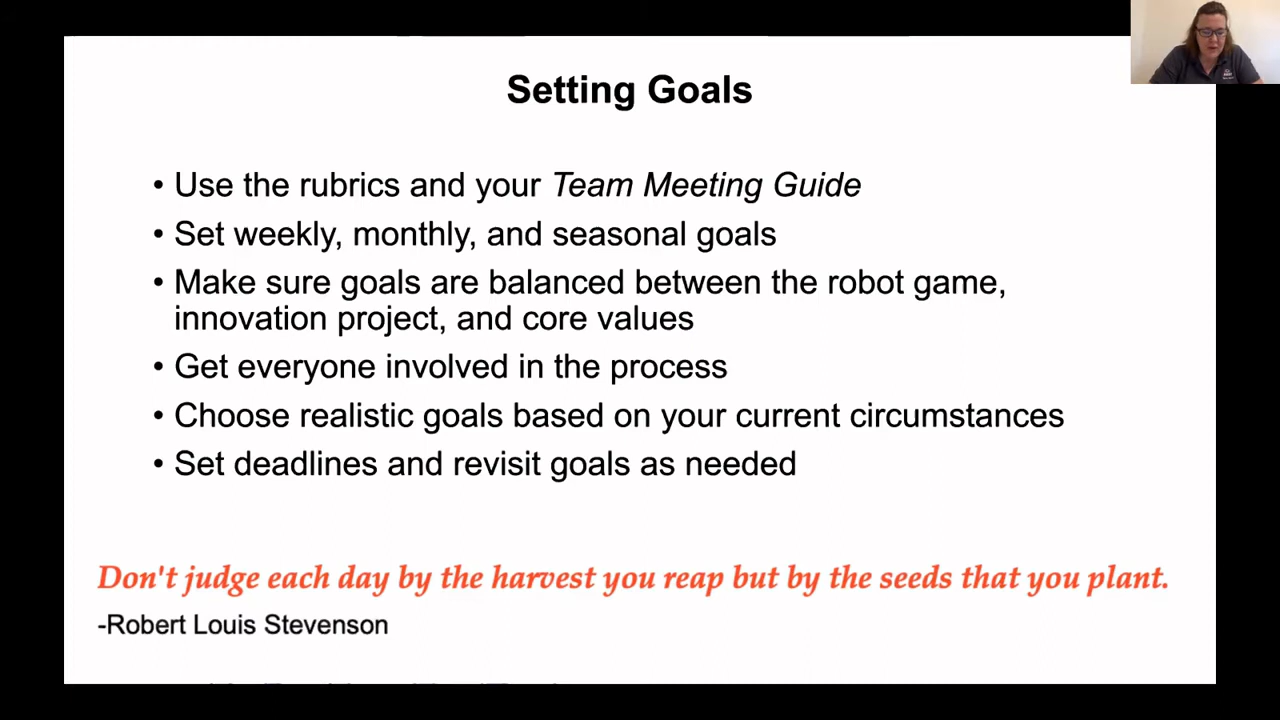 Setting Goals
• Use the rubrics and your Team Meeting Guide
• Set weekly, monthly, and seasonal goals
• Make sure goals are balanced between the robot game,
innovation project, and core values
• Get everyone involved in the process
• Choose realistic goals based on your current circumstances
• Set deadlines and revisit goals as needed
Don't judge each day by the harvest you reap but by the seeds that you plant.
-Robert Louis Stevenson